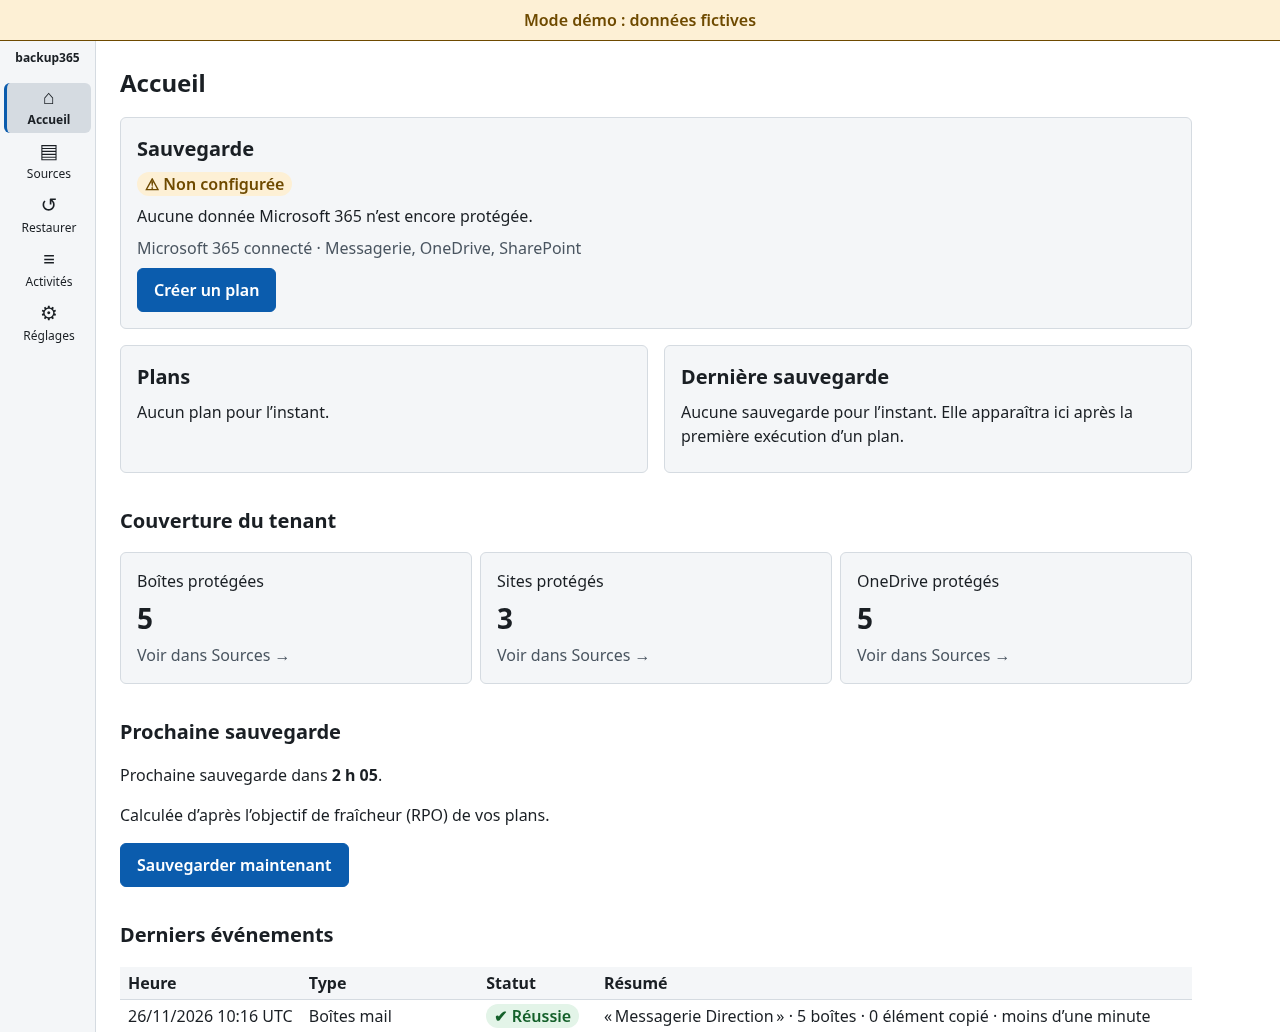 Mode démo : données fictives
backup365
Accueil
Sources
Restaurer
Activités
Réglages
Accueil
Sauvegarde
⚠ Non configurée
Aucune donnée Microsoft 365 n’est encore protégée.
Microsoft 365 connecté · Messagerie, OneDrive, SharePoint
Créer un plan
Plans
Aucun plan pour l’instant.
Dernière sauvegarde
Aucune sauvegarde pour l’instant. Elle apparaîtra ici après la
première exécution d’un plan.
Couverture du tenant
Boîtes protégées
5
Voir dans Sources →
Sites protégés
3
Voir dans Sources →
OneDrive protégés
5
Voir dans Sources →
Prochaine sauvegarde
Prochaine sauvegarde dans 2 h 05.
Calculée d’après l’objectif de fraîcheur (RPO) de vos plans.
Sauvegarder maintenant
Derniers événements
Heure Type Statut Résumé
26/11/2026 10:16 UTC Boîtes mail ✔ Réussie « Messagerie Direction » · 5 boîtes · 0 élément copié · moins d’une minute